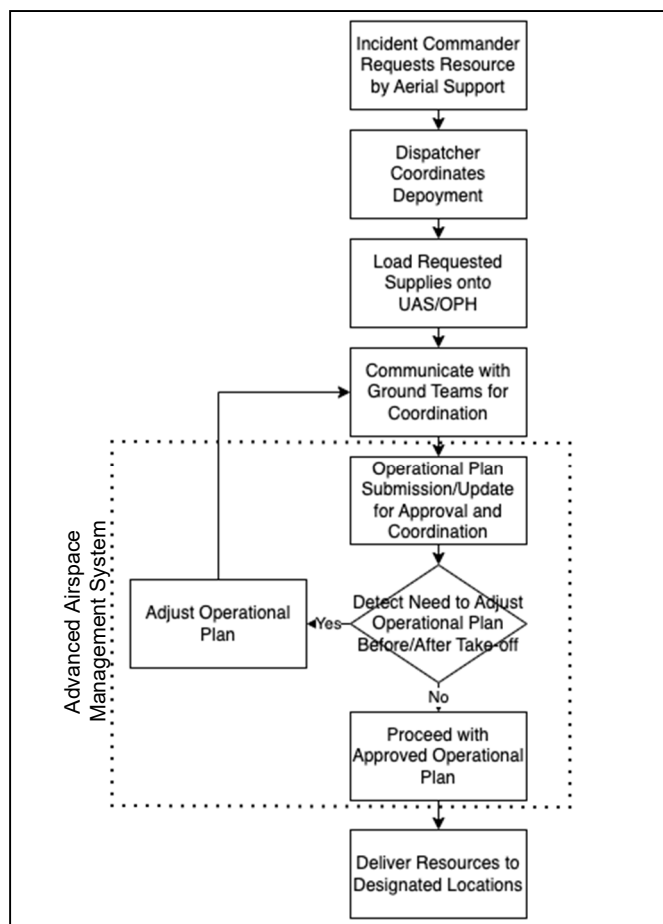 Incident Commander
Requests Resource
by Aerial Support
Dispatcher
Coordinates
Depoyment
Load Requested
Supplies onto
UAS/OPH
Communicate with
Ground Teams for
Coordination
Advanced Airspace
Management System
Operational Plan
Submission/Update
for Approval and
Coordination
Detect Need to Adjust
Operational Plan
Before/After Take-off
Yes
Adjust Operational
Plan
No
Proceed with
Approved Operational
Plan
Deliver Resources to
Designated Locations